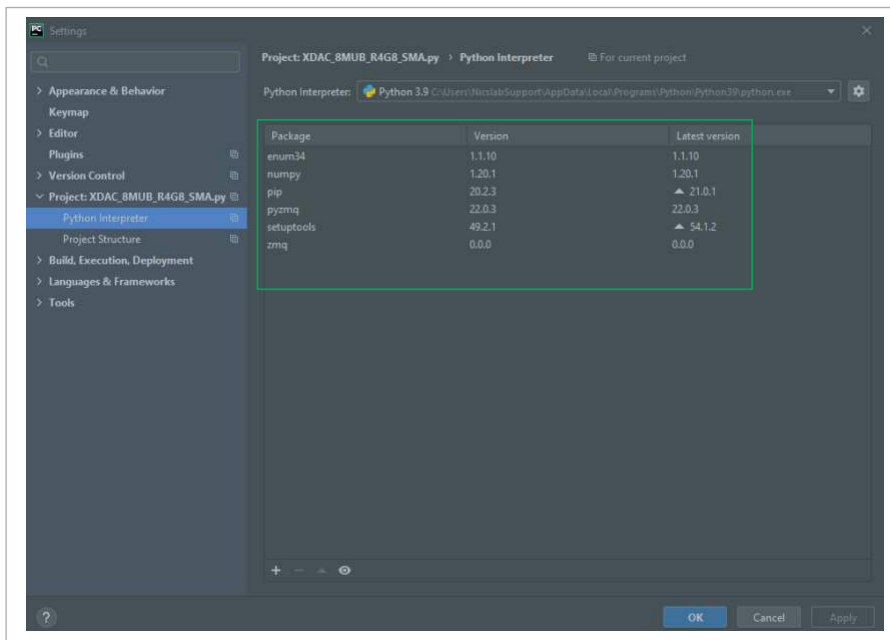 PC Settings
Project: XDAC_8MUB_R4G8_SMA.py > Python Interpreter For current project
Appearance & Behavior
Keymap
Editor
Plugins
Version Control
Project: XDAC_8MUB_R4G8_SMA.py
Python Interpreter
Project Structure
Build, Execution, Deployment
Languages & Frameworks
Tools
Python Interpreter: Python 3.9 C:\Users\NicslabSupport\AppData\Local\Programs\Python\Python39\python.exe
Package Version Latest version
enum34 1.1.10 1.1.10
numpy 1.20.1 1.20.1
pip 20.2.3 21.0.1
pyzmq 22.0.3 22.0.3
setuptools 49.2.1 54.1.2
zmq 0.0.0 0.0.0
? OK Cancel Apply